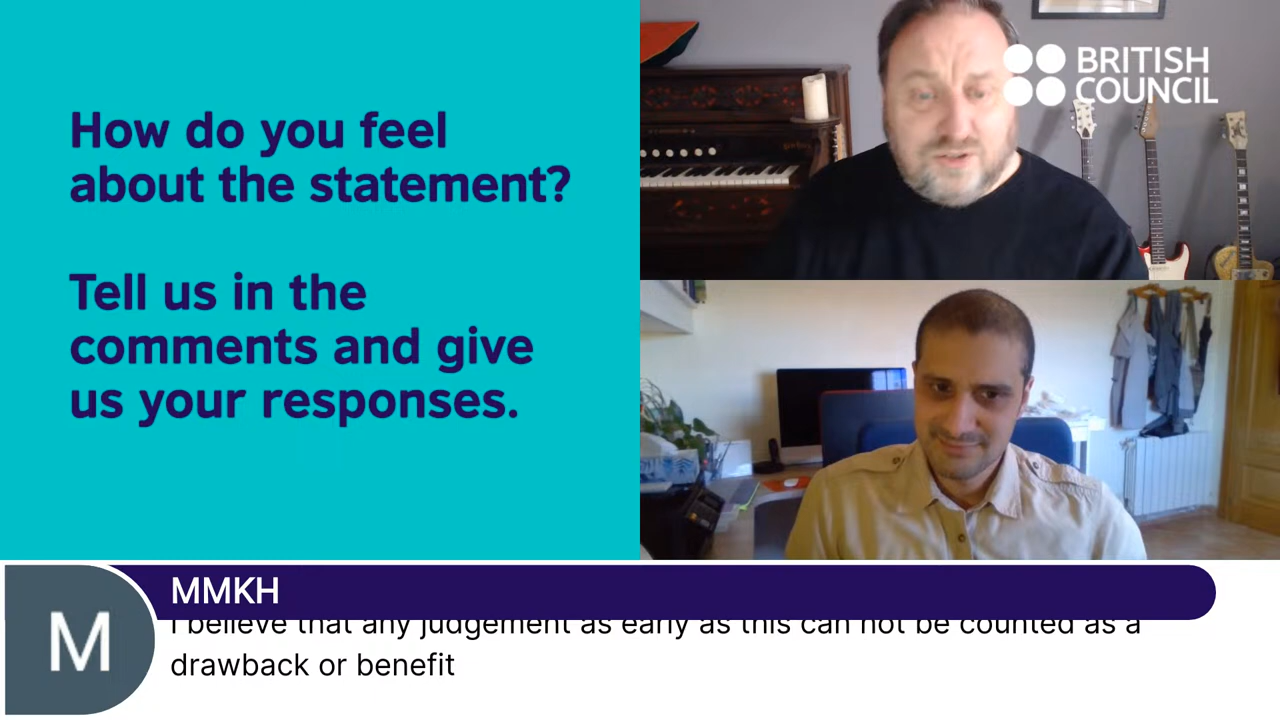 How do you feel
about the statement?
Tell us in the
comments and give
us your responses.
BRITISH
COUNCIL
M
MMKH
I believe that any judgement as early as this can not be counted as a
drawback or benefit